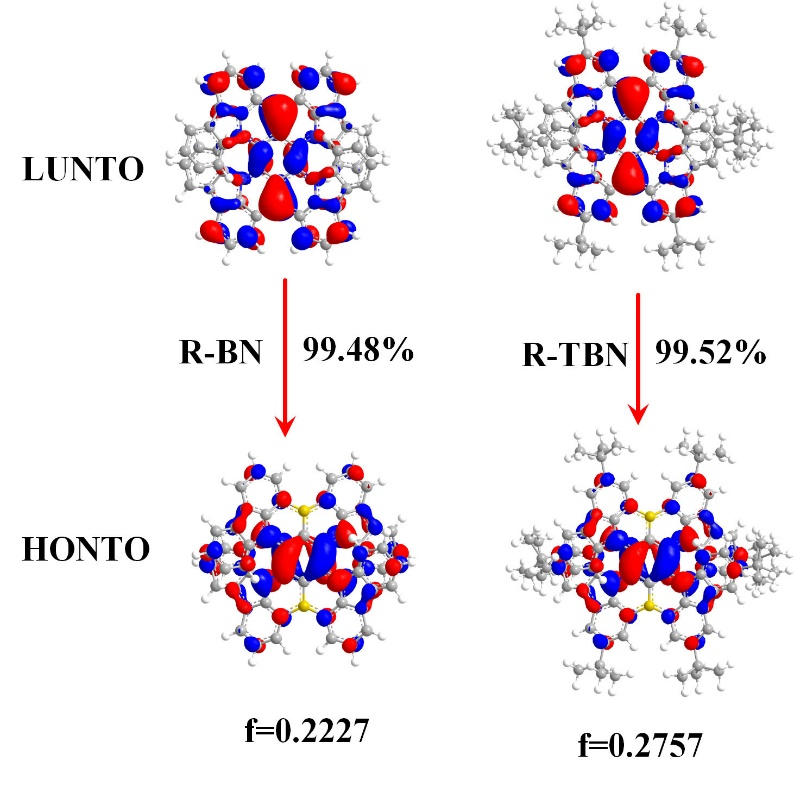 LUNTO
R-BN 99.48%
R-TBN 99.52%
HONTO
f=0.2227
f=0.2757